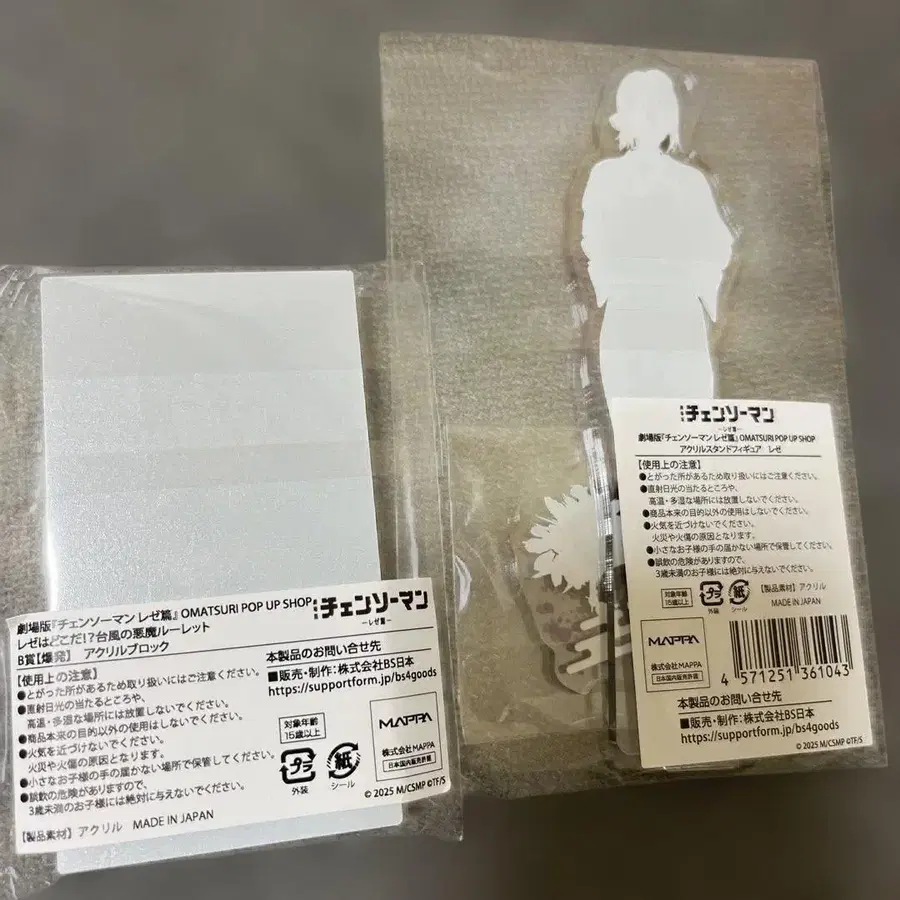 劇場版『チェンソーマン レゼ篇』OMATSURI POP UP SHOP
レゼはどこだ!?台風の悪魔ルーレット
B賞【爆発】 アクリルブロック
劇場版
チェンソーマン
ーレゼ篇ー
【使用上の注意】
●とがった所があるため取り扱いにはご注意ください。
●直射日光の当たるところや、
高温・多湿な場所には放置しないでください。
●商品本来の目的以外の使用はしないでください。
●火気を近づけないでください。
火災や火傷の原因となります。
●小さなお子様の手の届かない場所で保管してください。
●誤飲の危険がありますので、
3歳未満のお子様には絶対に与えないでください。
【製品素材】アクリル MADE IN JAPAN
本製品のお問い合せ先
■販売・制作:株式会社BS日本
https://supportform.jp/bs4goods
対象年齢
15歳以上
プラ
外装
紙
シール
MAPPA
株式会社MAPPA
日本国内販売許諾
© 2025 M/CSMP ©TF/S
劇場版
チェンソーマン
ーレゼ篇ー
劇場版『チェンソーマン レゼ篇』OMATSURI POP UP SHOP
アクリルスタンドフィギュア レゼ
【使用上の注意】
●とがった所があるため取り扱いにはご注意ください。
●直射日光の当たるところや、
高温・多湿な場所には放置しないでください。
●商品本来の目的以外の使用はしないでください。
●火気を近づけないでください。
火災や火傷の原因となります。
●小さなお子様の手の届かない場所で保管してください。
●誤飲の危険がありますので、
3歳未満のお子様には絶対に与えないでください。
対象年齢
15歳以上
プラ
外装
紙
シール
【製品素材】アクリル
MADE IN JAPAN
MAPPA
株式会社MAPPA
日本国内販売許諾
4 571251 361043
本製品のお問い合せ先
■販売・制作:株式会社BS日本
https://supportform.jp/bs4goods
© 2025 M/CSMP ©TF/S